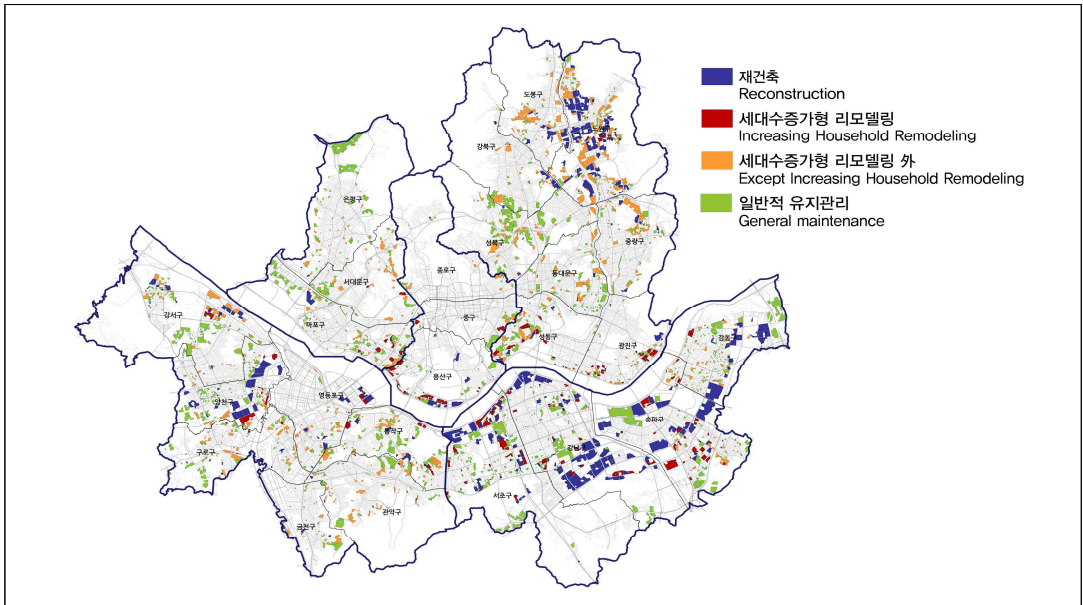 재건축
Reconstruction
세대수증가형 리모델링
Increasing Household Remodeling
세대수증가형 리모델링 外
Except Increasing Household Remodeling
일반적 유지관리
General maintenance
도봉구
강북구
은평구
성북구
중랑구
종로구
서대문구
동대문구
강서구
중구
마포구
성동구
광진구
강동구
용산구
영등포구
양천구
송파구
동작구
강남구
구로구
서초구
관악구
금천구